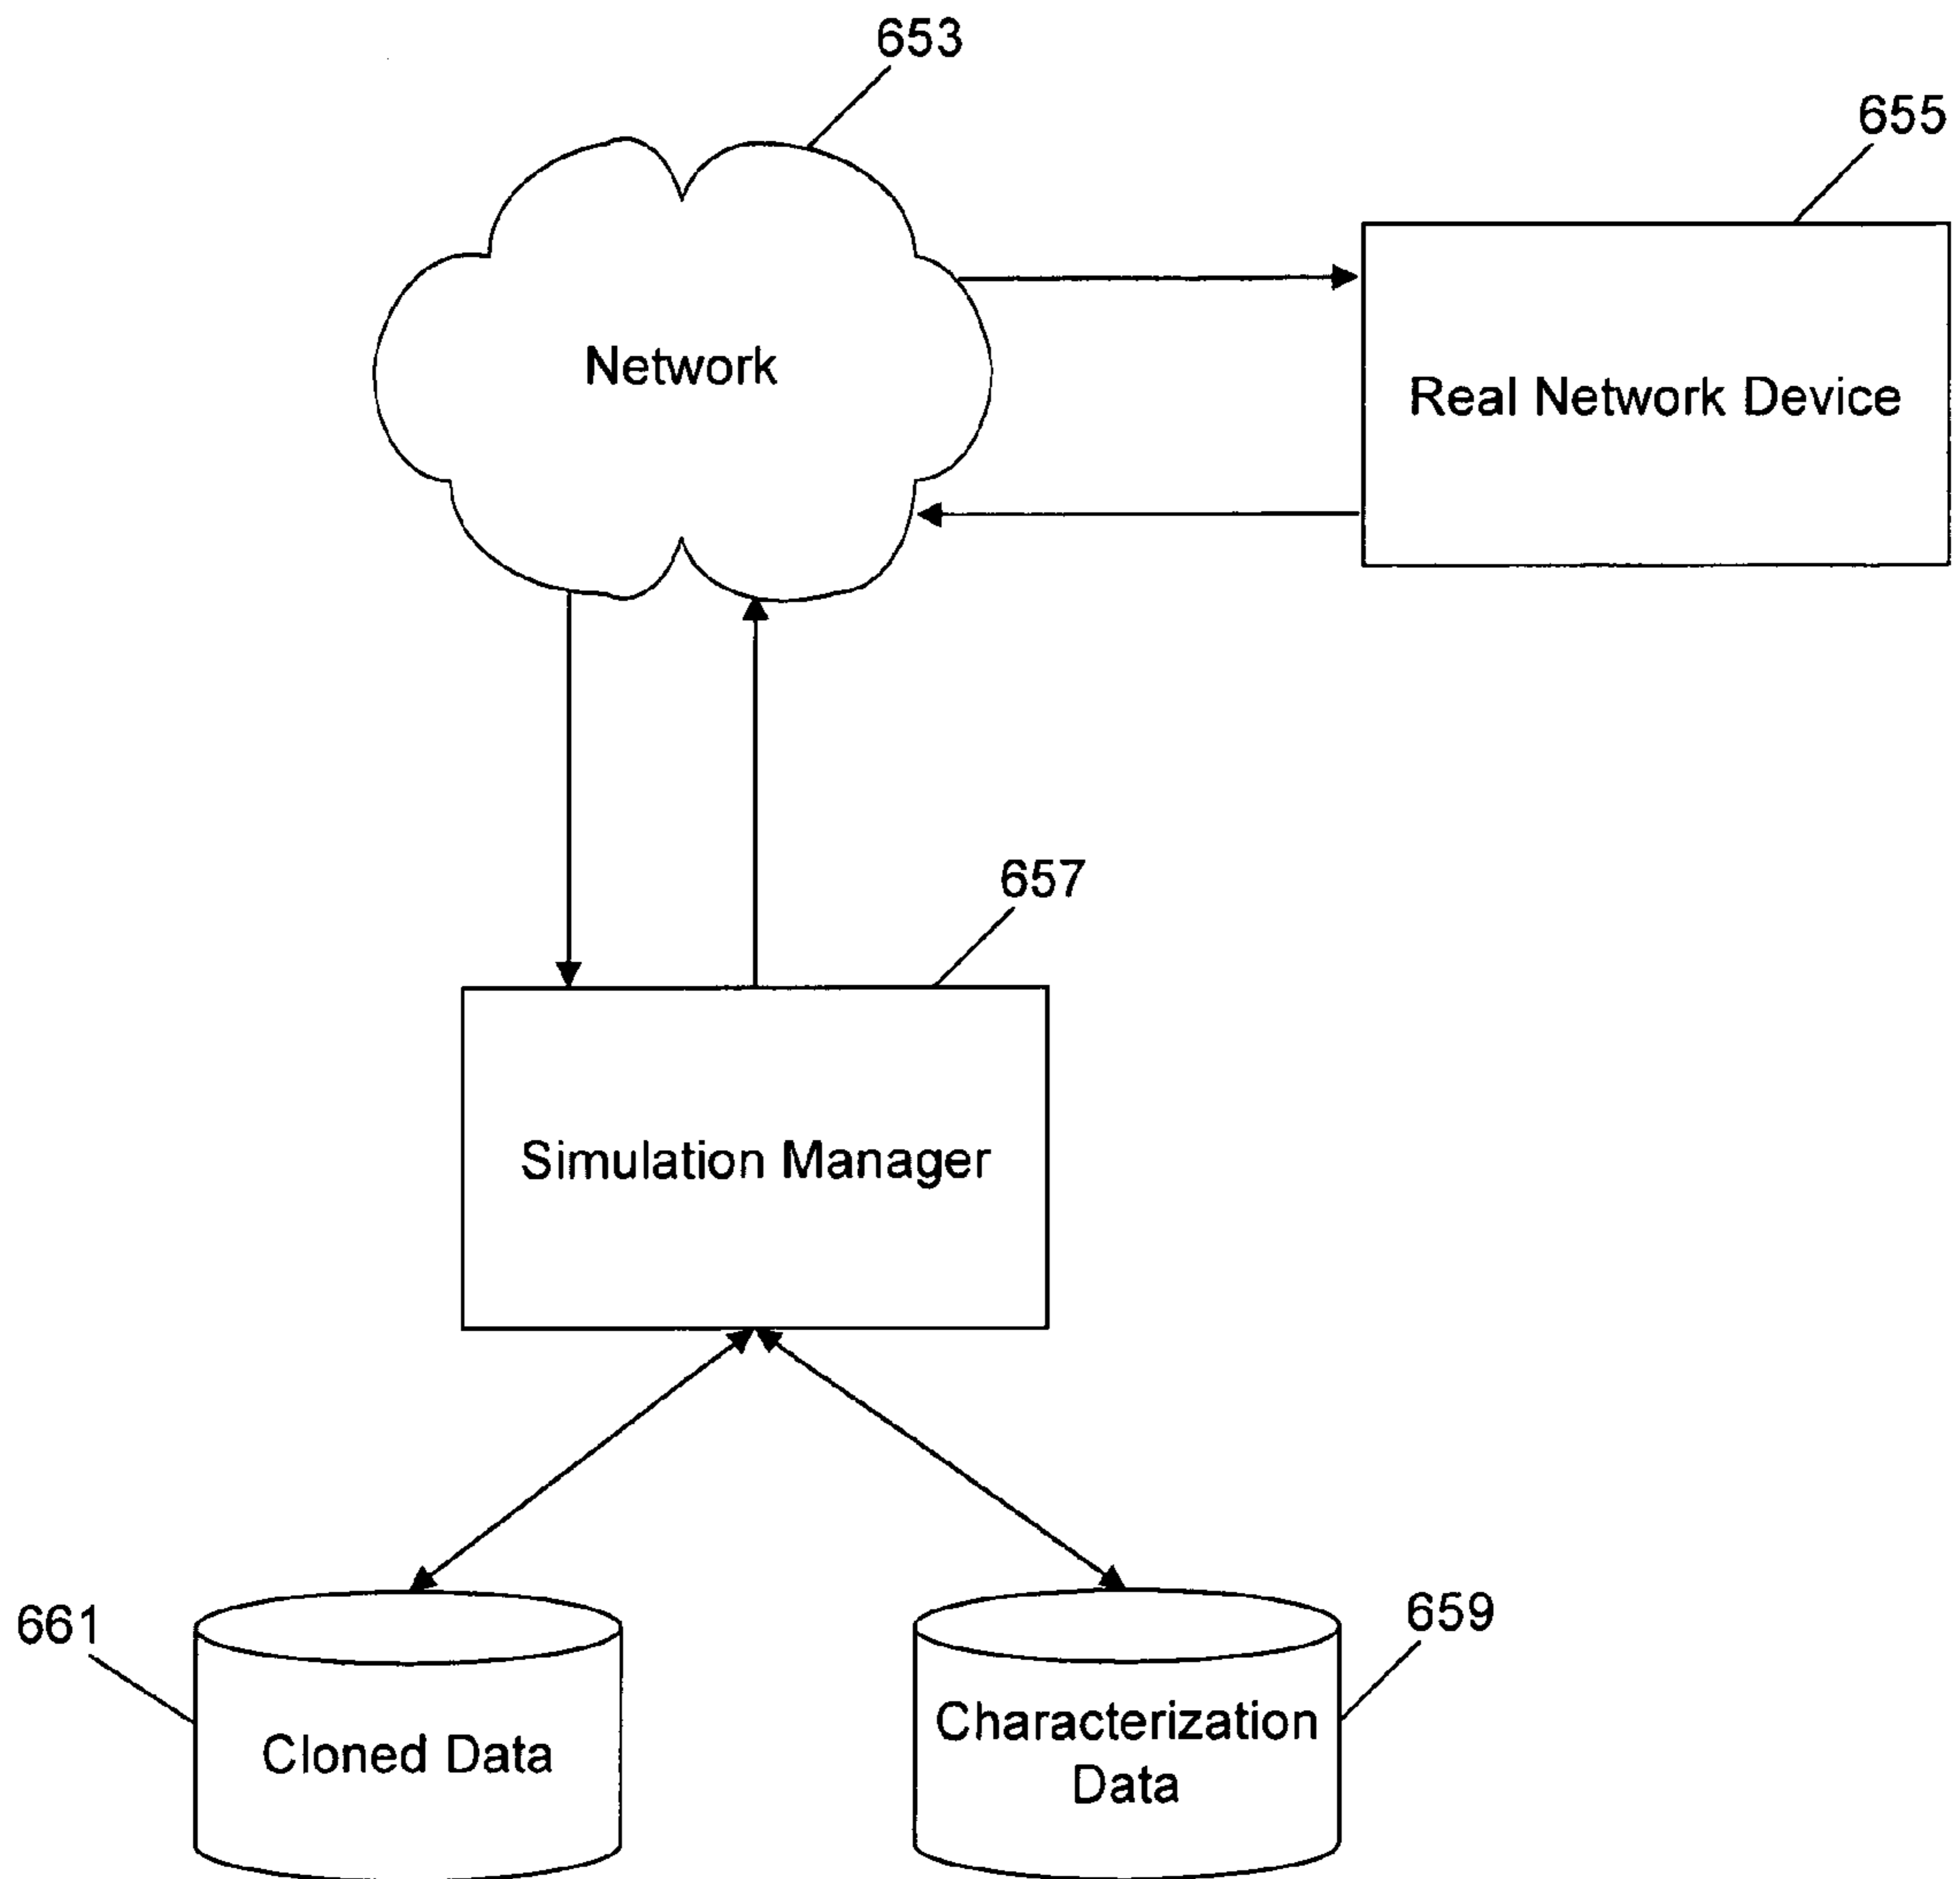 653
655
Network
Real Network Device
657
Simulation Manager
661
659
Cloned Data
Characterization
Data